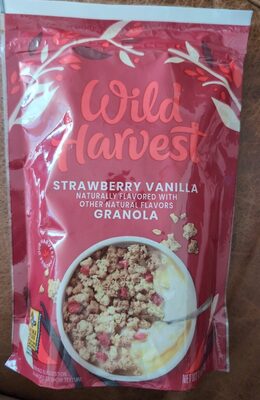 Wild
Harvest
STRAWBERRY VANILLA
NATURALLY FLAVORED WITH
OTHER NATURAL FLAVORS
GRANOLA